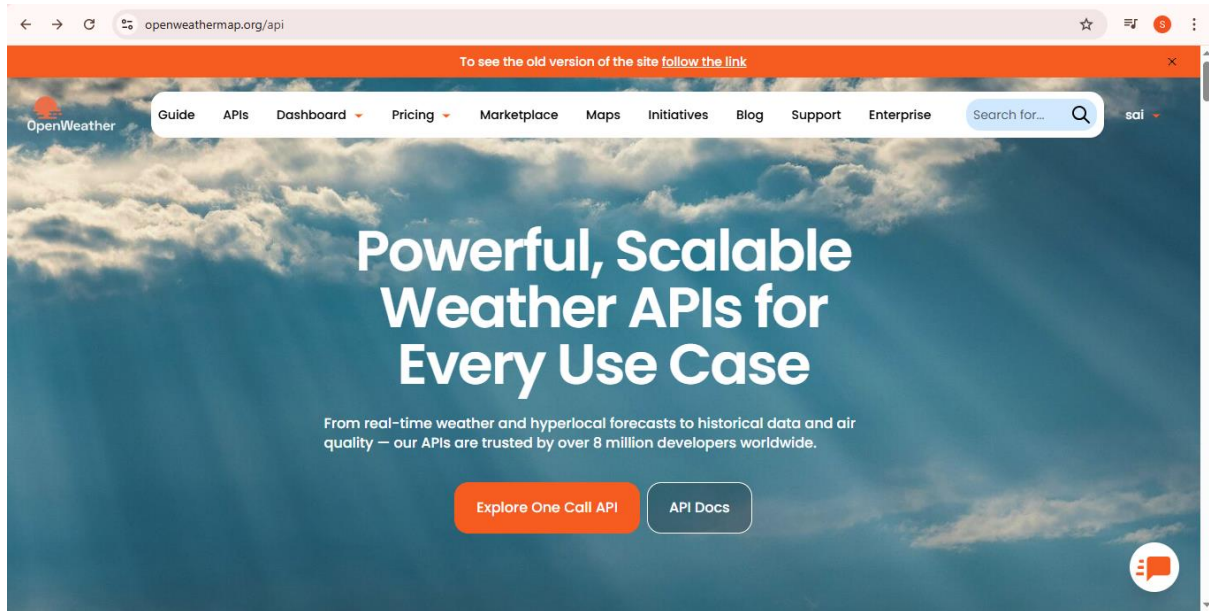 openweathermap.org/api
S
To see the old version of the site follow the link
OpenWeather
Guide APIs Dashboard Pricing Marketplace Maps Initiatives Blog Support Enterprise Search for... sai
Powerful, Scalable
Weather APIs for
Every Use Case
From real-time weather and hyperlocal forecasts to historical data and air
quality — our APIs are trusted by over 8 million developers worldwide.
Explore One Call API API Docs